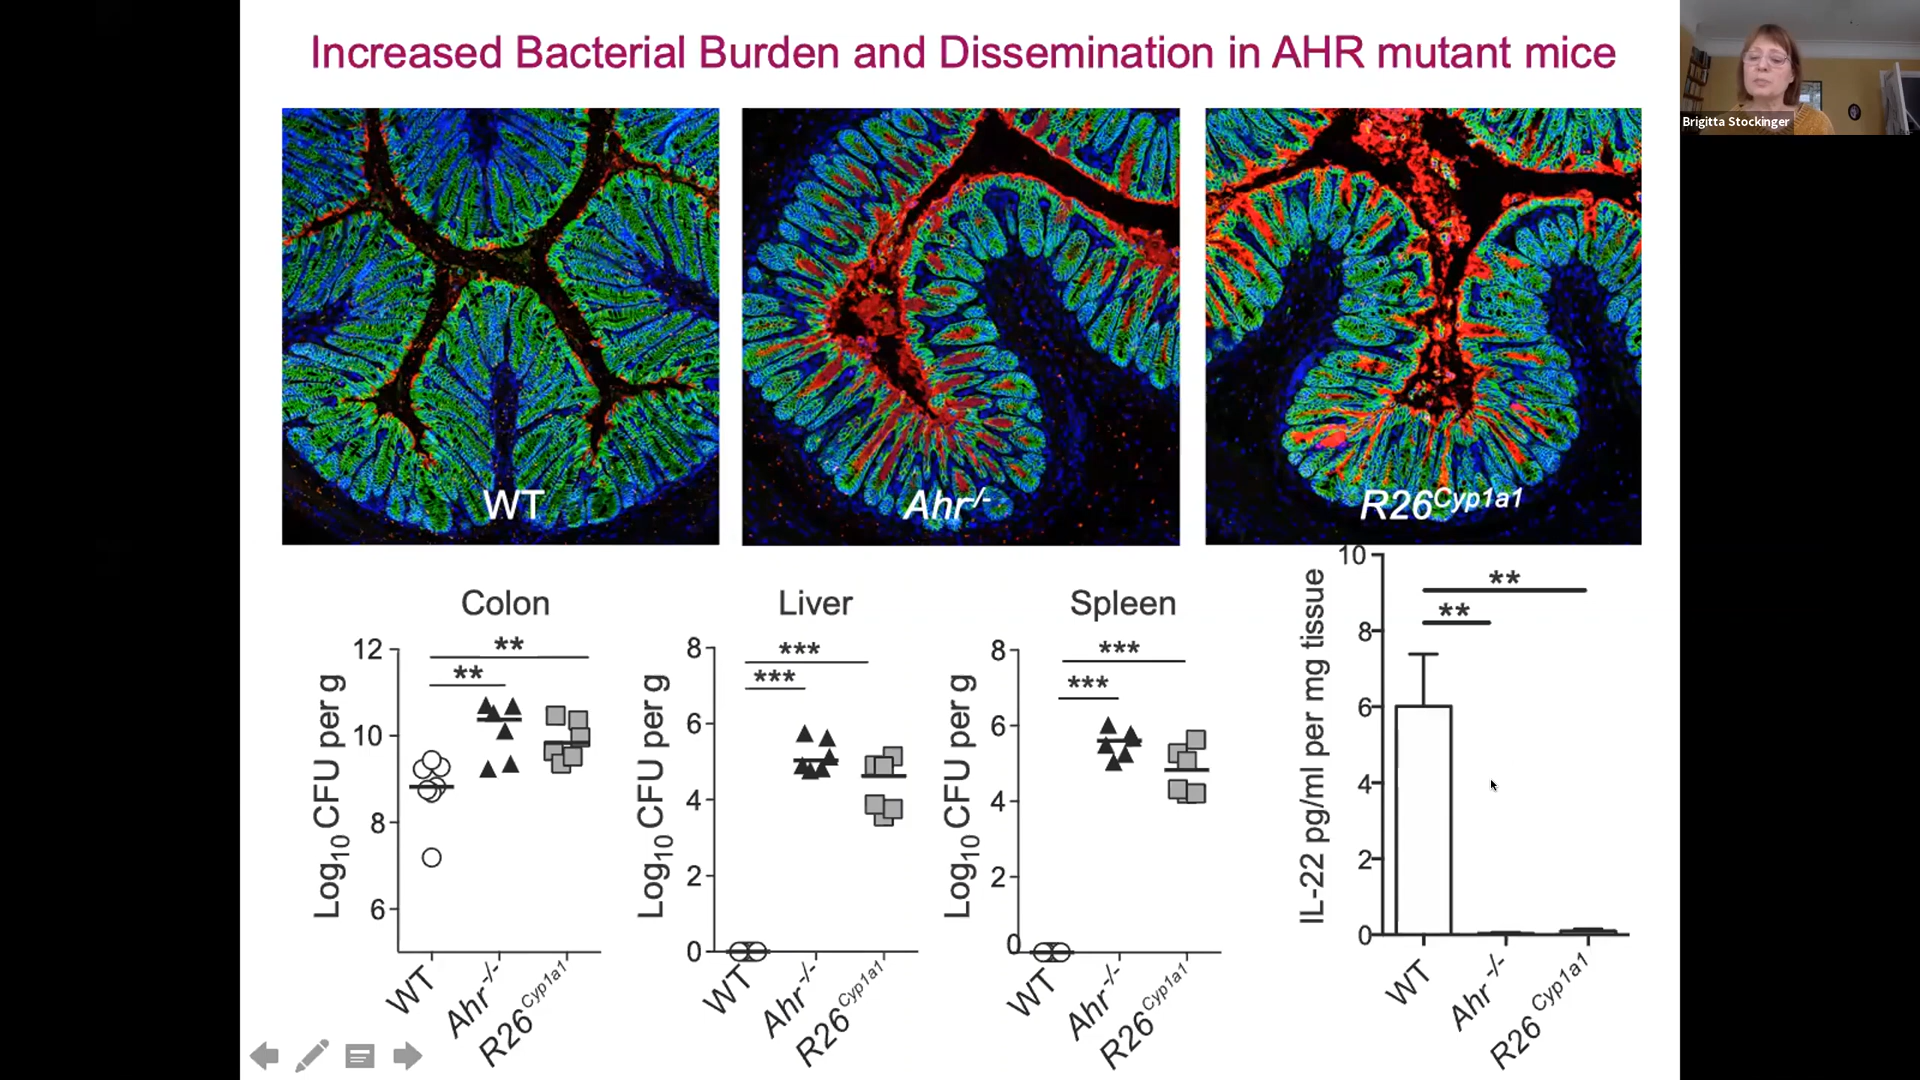 Increased Bacterial Burden and Dissemination in AHR mutant mice
Brigitta Stockinger
WT
Ahr/-
R26Cyp1a1
Colon
**
**
12
10
8
6
Log10 CFU per g
WT
Ahr-/-
R26Cyp1a1
Liver
***
***
8
6
4
2
0
Log10 CFU per g
WT
Ahr-/-
R26Cyp1a1
Spleen
***
***
8
6
4
2
0
Log10 CFU per g
WT
Ahr-/-
R26Cyp1a1
**
**
10
8
6
4
2
0
IL-22 pg/ml per mg tissue
WT
Ahr-/-
R26Cyp1a1